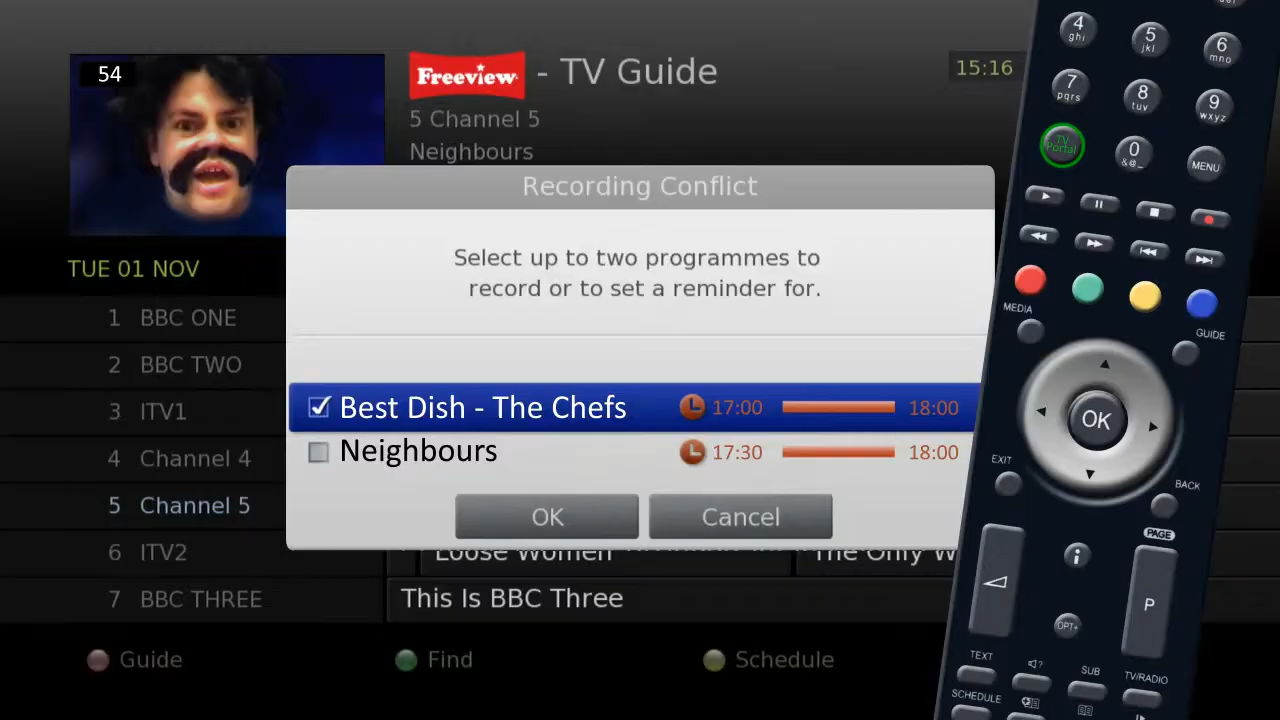 54
Freeview - TV Guide
15:16
5 Channel 5
Neighbours
Recording Conflict
Select up to two programmes to
record or to set a reminder for.
Best Dish - The Chefs 17:00 18:00
Neighbours 17:30 18:00
OK Cancel
TUE 01 NOV
1 BBC ONE
2 BBC TWO
3 ITV1
4 Channel 4
5 Channel 5
6 ITV2
Loose Women
The Only W
7 BBC THREE
This Is BBC Three
Guide Find Schedule
4 ghi
5 jkl
6 mno
7 pqrs
8 tuv
9 wxyz
TV Portal
0 &@_
MENU
MEDIA
GUIDE
OK
EXIT
BACK
PAGE
i
P
OPT+
TEXT
?
SUB
TV/RADIO
SCHEDULE